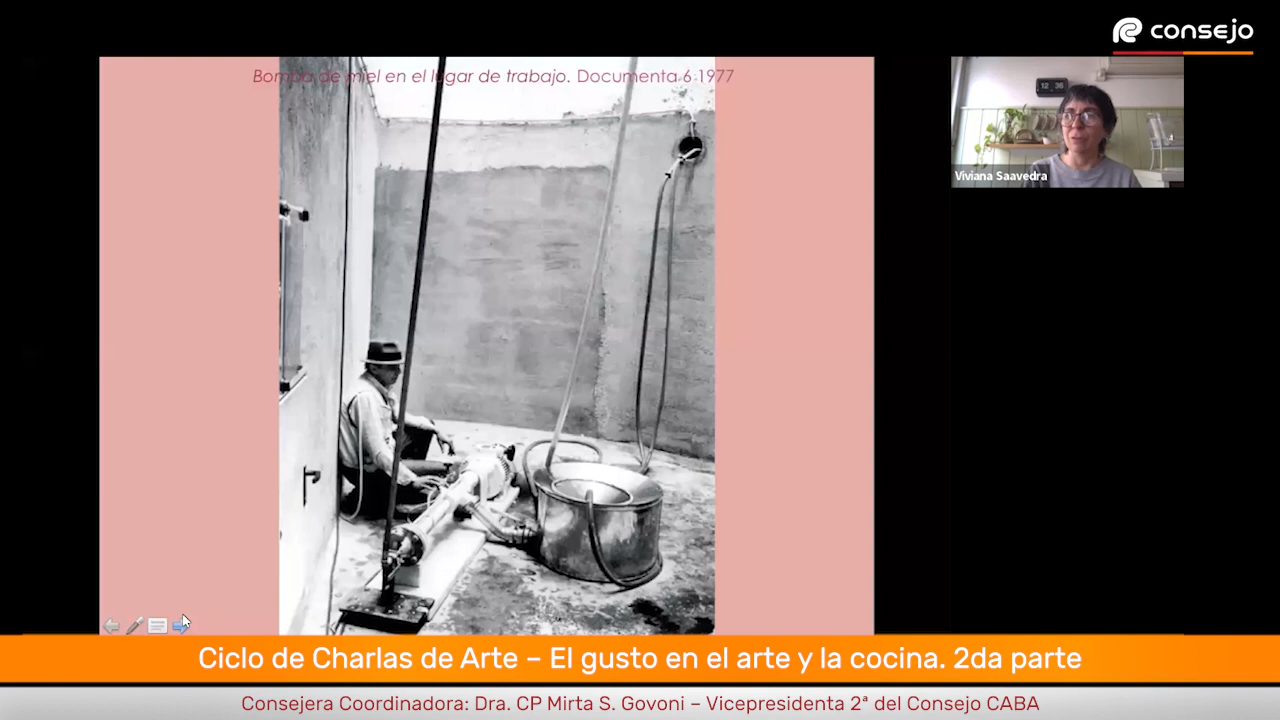 consejo
Bomba de miel en el lugar de trabajo. Documenta 6 1977
12 36
Viviana Saavedra
Ciclo de Charlas de Arte – El gusto en el arte y la cocina. 2da parte
Consejera Coordinadora: Dra. CP Mirta S. Govoni – Vicepresidenta 2ª del Consejo CABA